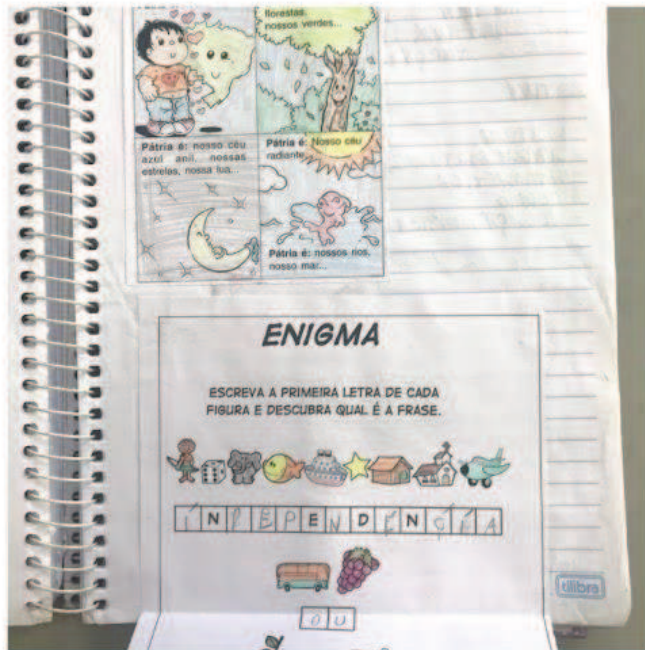 florestas,
nossos verdes...
Pátria é: nosso céu
azul anil, nossas
estrelas, nossa lua...
Pátria é: Nosso céu
radiante
Pátria é: nossos rios,
nosso mar...
ENIGMA
ESCREVA A PRIMEIRA LETRA DE CADA
FIGURA E DESCUBRA QUAL É A FRASE.
INDEPENDÊNCIA
OU
tilibra